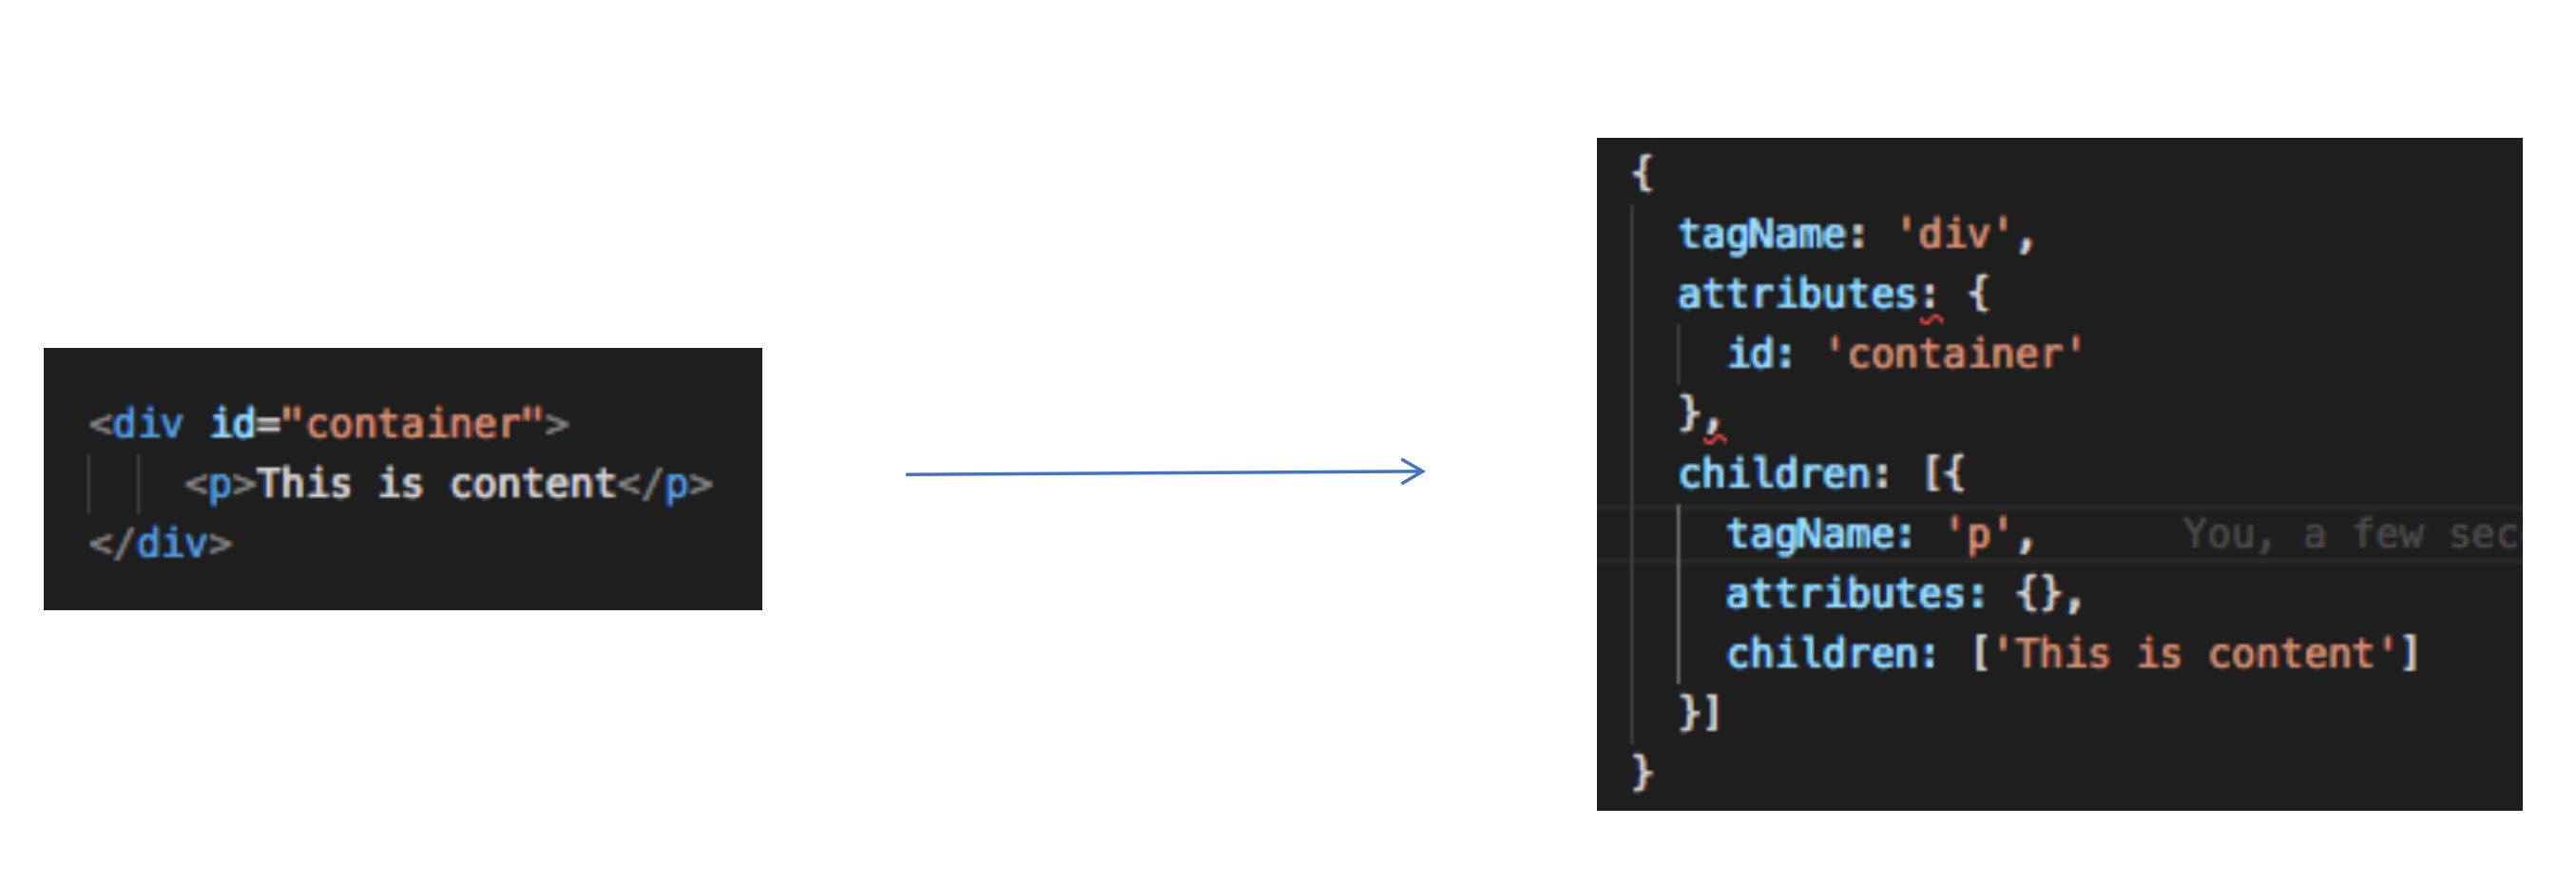 <div id="container">
<p>This is content</p>
</div>
{
tagName: 'div',
attributes: {
id: 'container'
},
children: [{
tagName: 'p', You, a few sec
attributes: {},
children: ['This is content']
}]
}